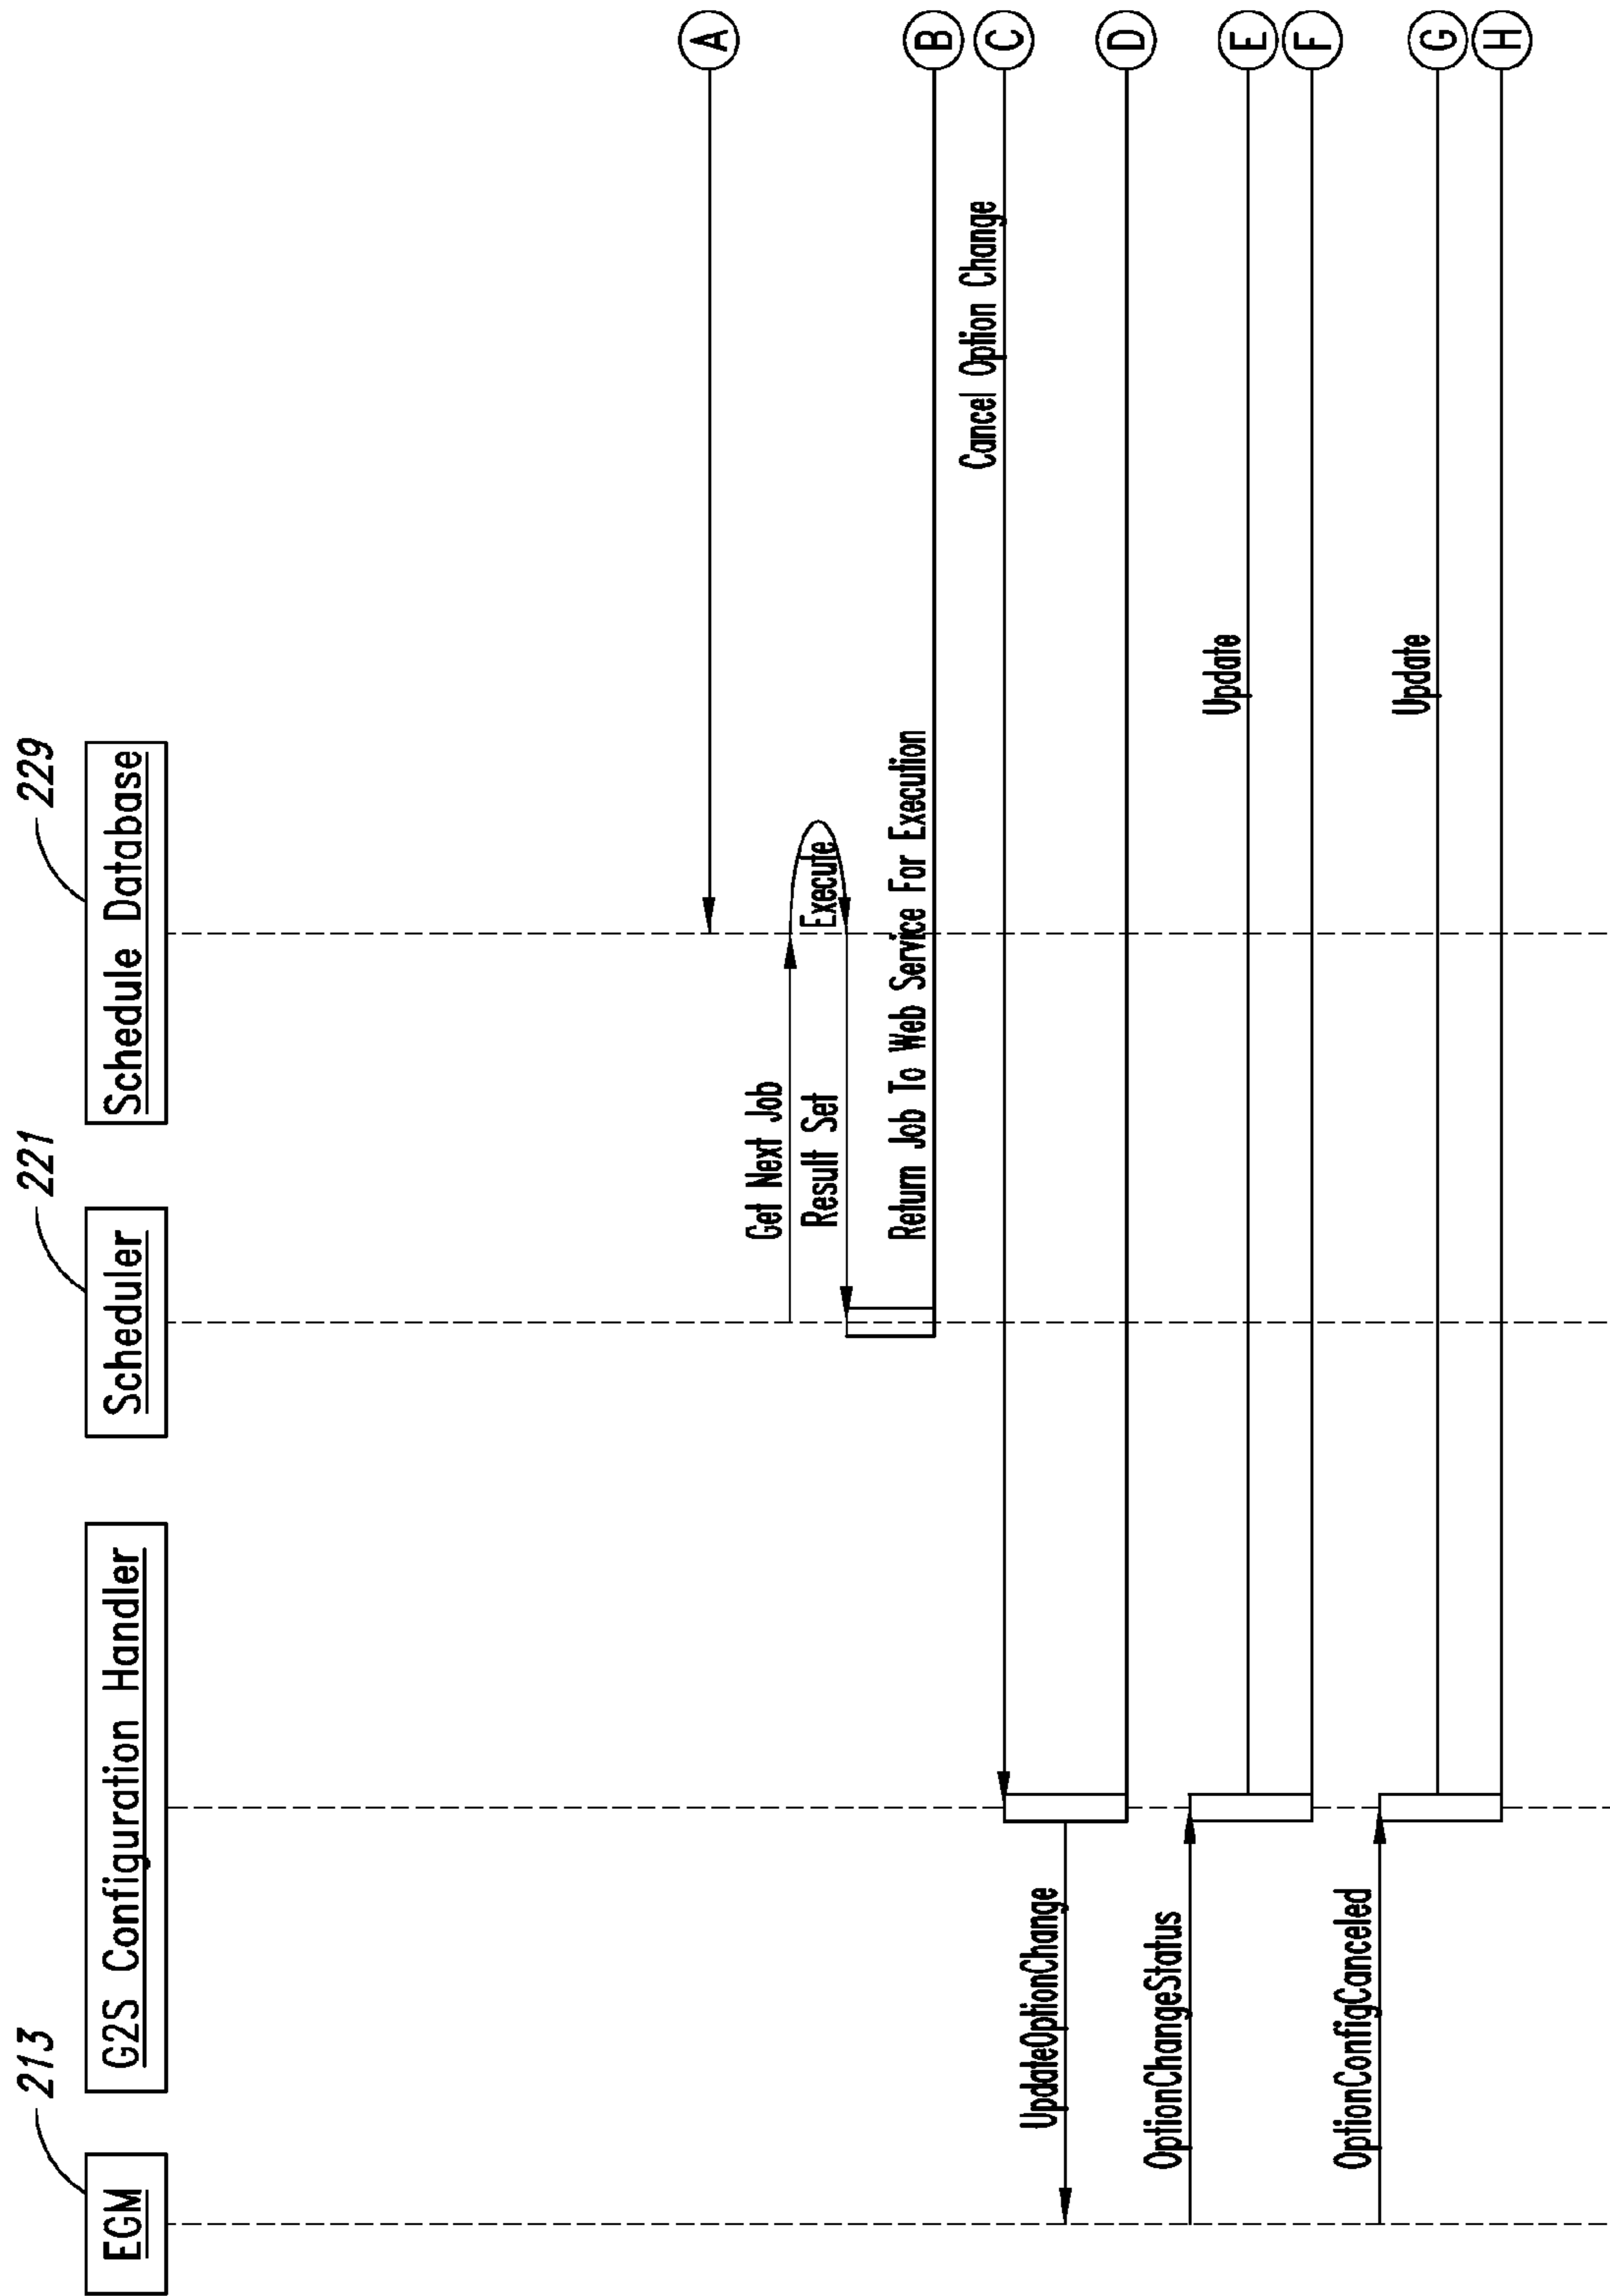 213
221
229
EGM
G2S Configuration Handler
Scheduler
Schedule Database
A
Get Next Job
Execute
Result Set
Return Job To Web Service For Execution
B
Cancel Option Change
C
UpdateOptionChange
D
OptionChangeStatus
Update
E
F
OptionConfigCanceled
Update
G
H